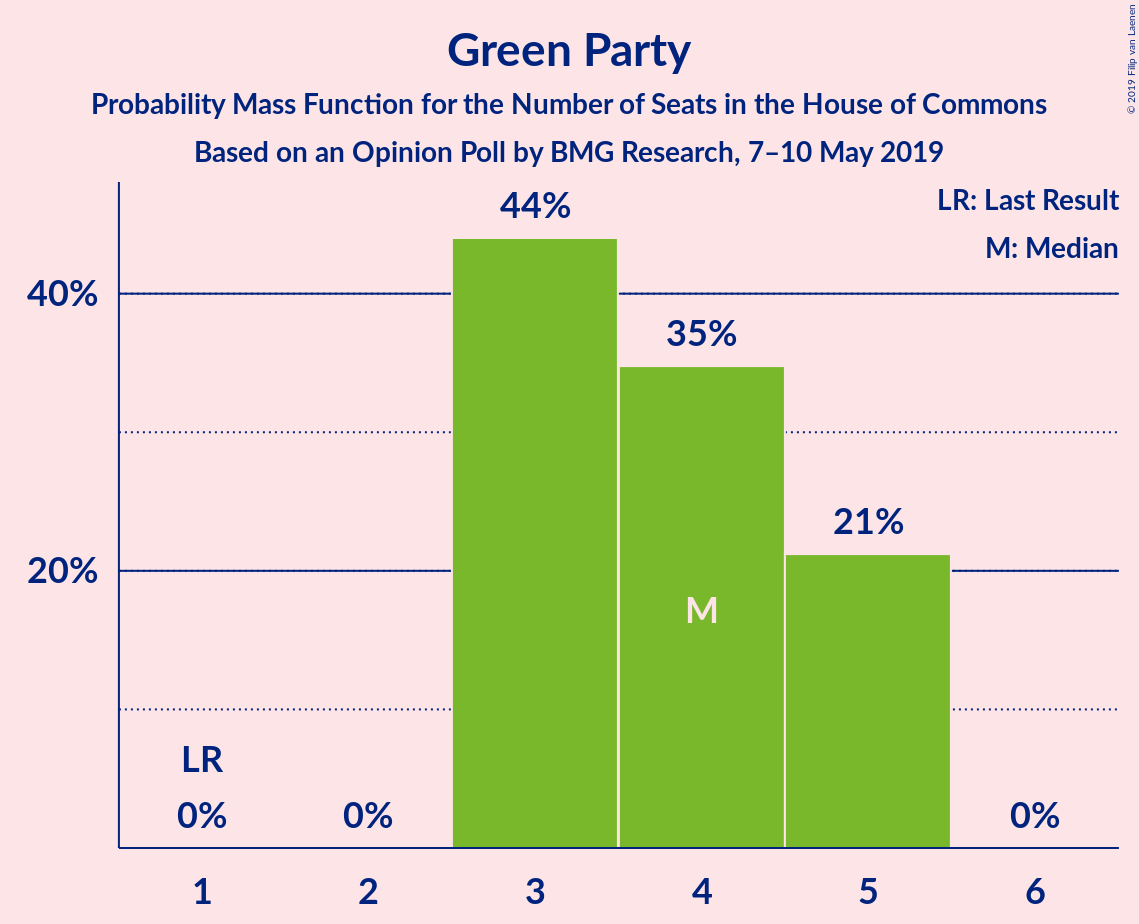 Green Party
Probability Mass Function for the Number of Seats in the House of Commons
Based on an Opinion Poll by BMG Research, 7–10 May 2019
© 2019 Filip van Laenen
LR: Last Result
M: Median
44%
40%
35%
21%
20%
M
LR
0%
0%
0%
1
2
3
4
5
6